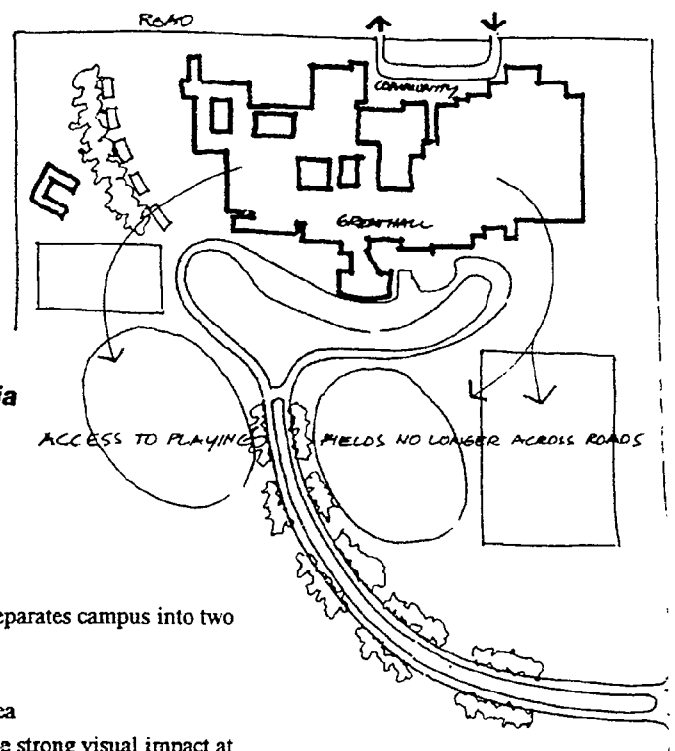 ROAD
COMMUNITY
GREAT HALL
ia
ACCESS TO PLAYING FIELDS NO LONGER ACROSS ROADS
eparates campus into two
ea
e strong visual impact at